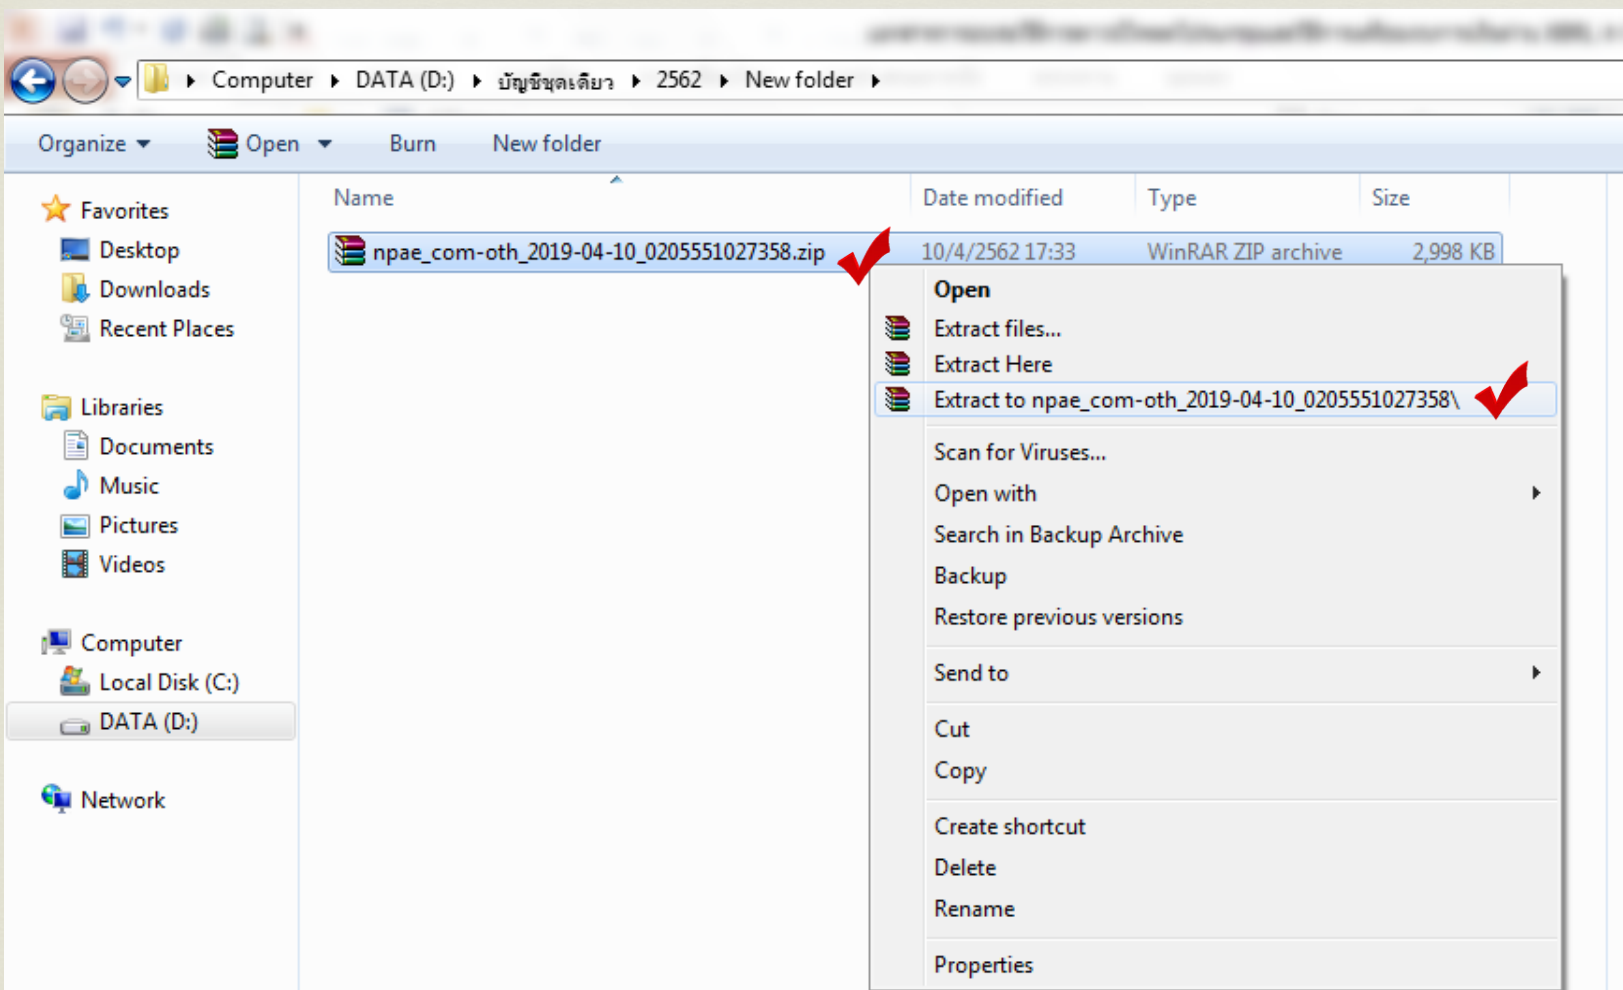 Computer DATA (D:) บัญชีชุดเดียว 2562 New folder
Organize Open Burn New folder
Favorites
Desktop
Downloads
Recent Places
Libraries
Documents
Music
Pictures
Videos
Computer
Local Disk (C:)
DATA (D:)
Network
Name Date modified Type Size
npae_com-oth_2019-04-10_0205551027358.zip 10/4/2562 17:33 WinRAR ZIP archive 2,998 KB
Open
Extract files...
Extract Here
Extract to npae_com-oth_2019-04-10_0205551027358\
Scan for Viruses...
Open with
Search in Backup Archive
Backup
Restore previous versions
Send to
Cut
Copy
Create shortcut
Delete
Rename
Properties